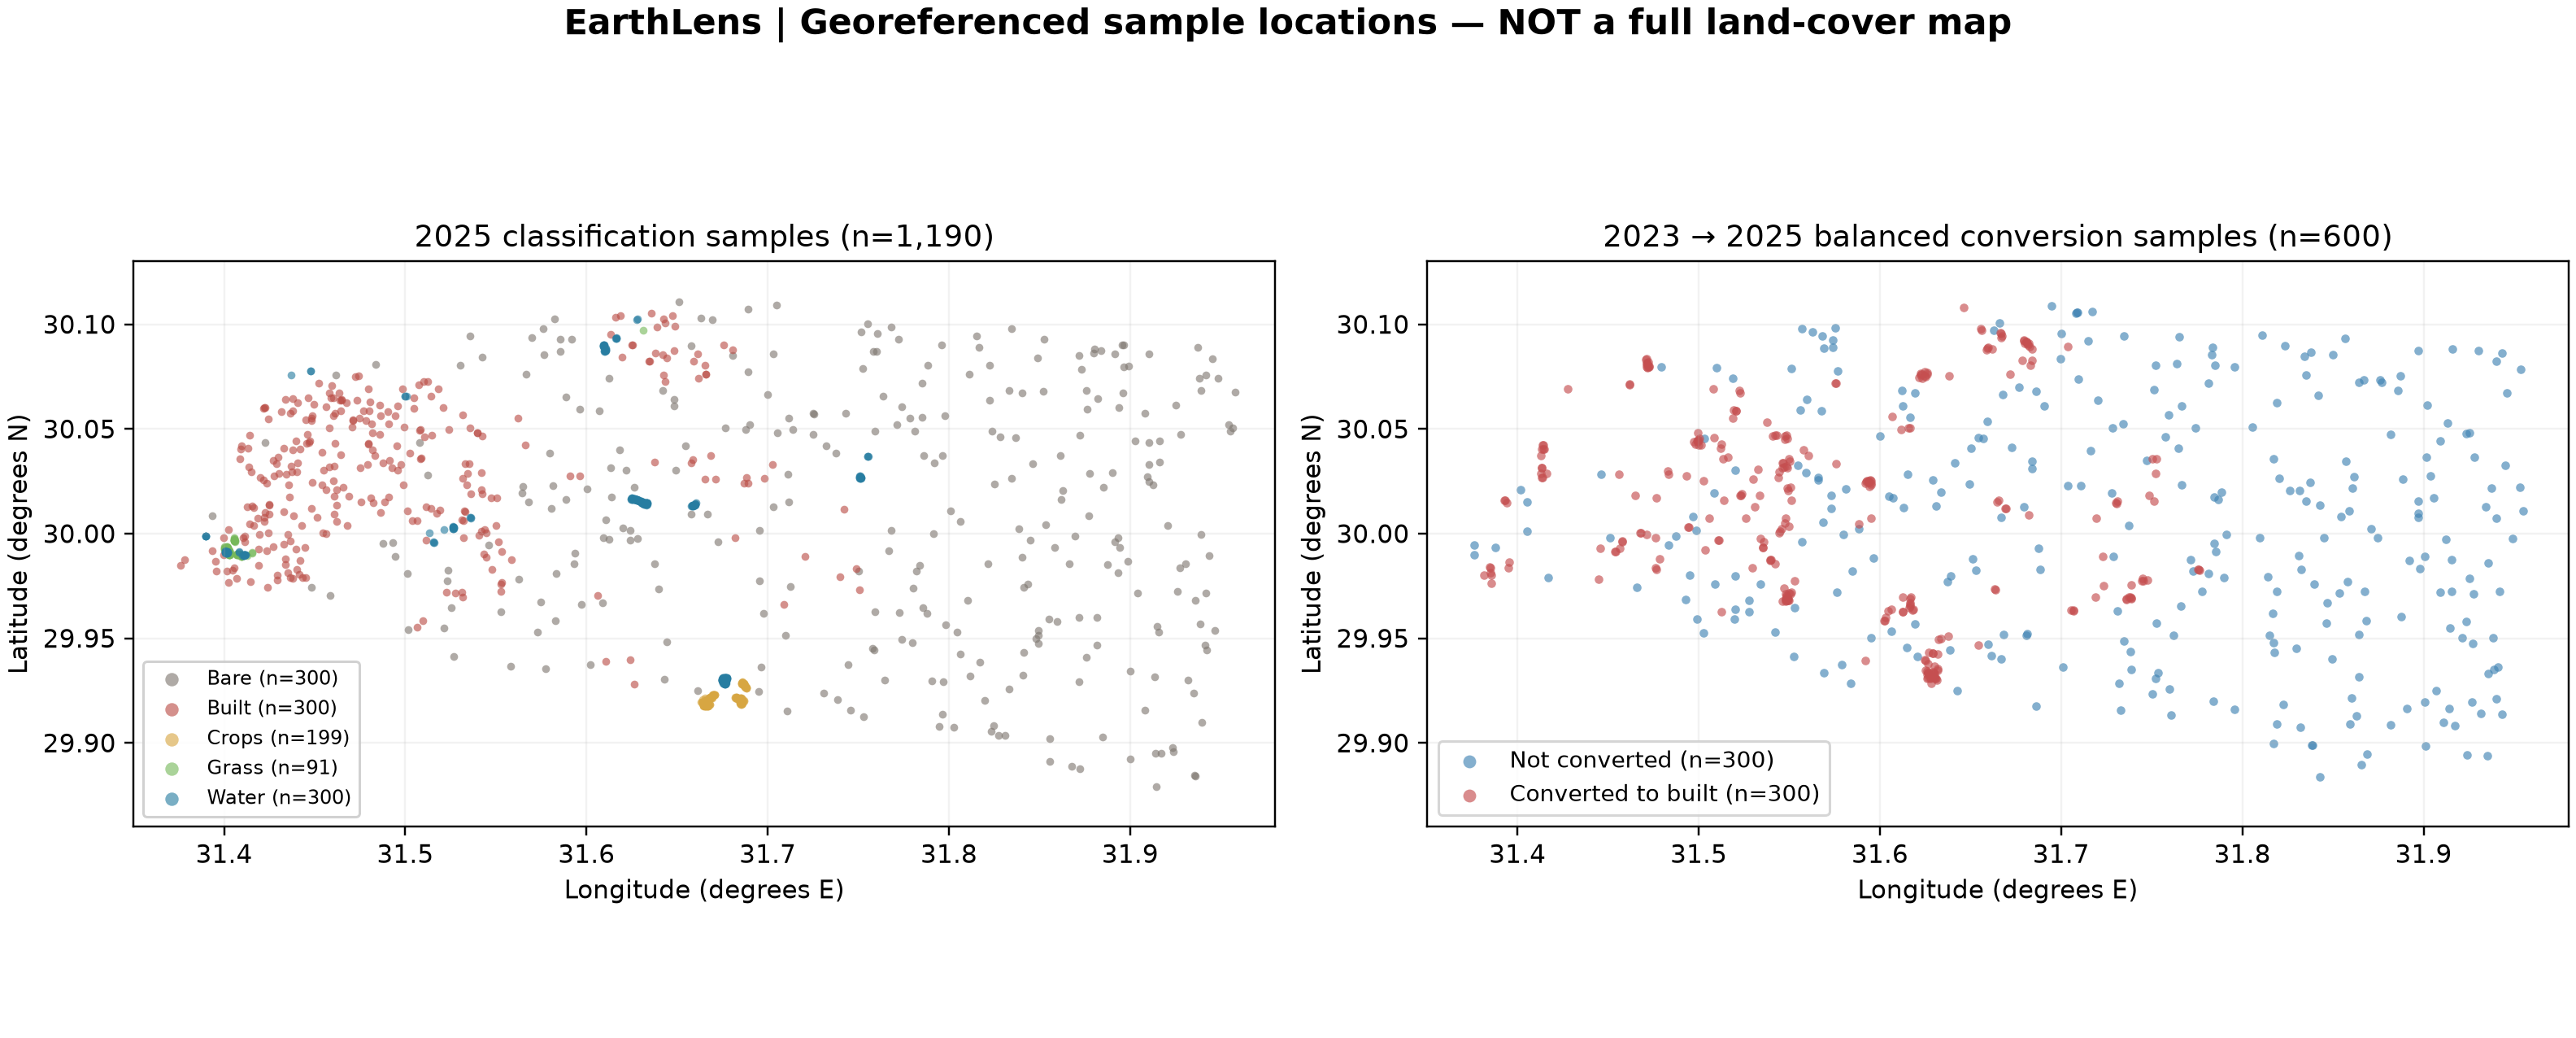 EarthLens | Georeferenced sample locations — NOT a full land-cover map
2025 classification samples (n=1,190)
Latitude (degrees N)
30.10
30.05
30.00
29.95
29.90
Bare (n=300)
Built (n=300)
Crops (n=199)
Grass (n=91)
Water (n=300)
31.4 31.5 31.6 31.7 31.8 31.9
Longitude (degrees E)
2023 → 2025 balanced conversion samples (n=600)
Latitude (degrees N)
30.10
30.05
30.00
29.95
29.90
Not converted (n=300)
Converted to built (n=300)
31.4 31.5 31.6 31.7 31.8 31.9
Longitude (degrees E)